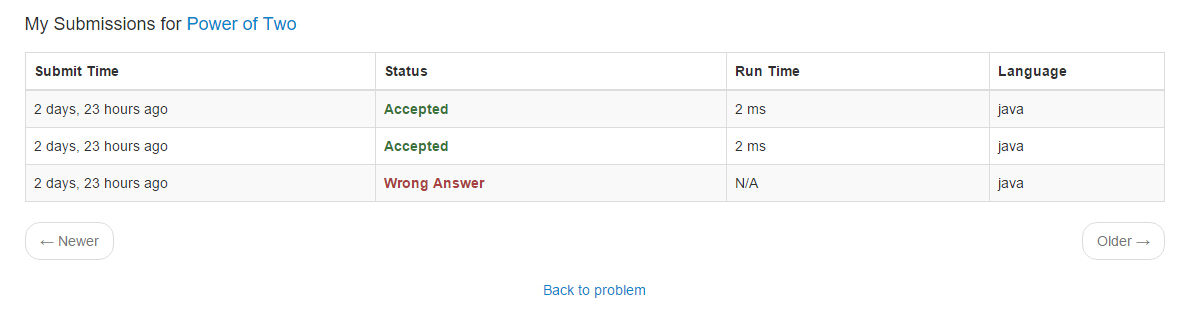 My Submissions for Power of Two
Submit Time Status Run Time Language
2 days, 23 hours ago Accepted 2 ms java
2 days, 23 hours ago Accepted 2 ms java
2 days, 23 hours ago Wrong Answer N/A java
← Newer Older →
Back to problem